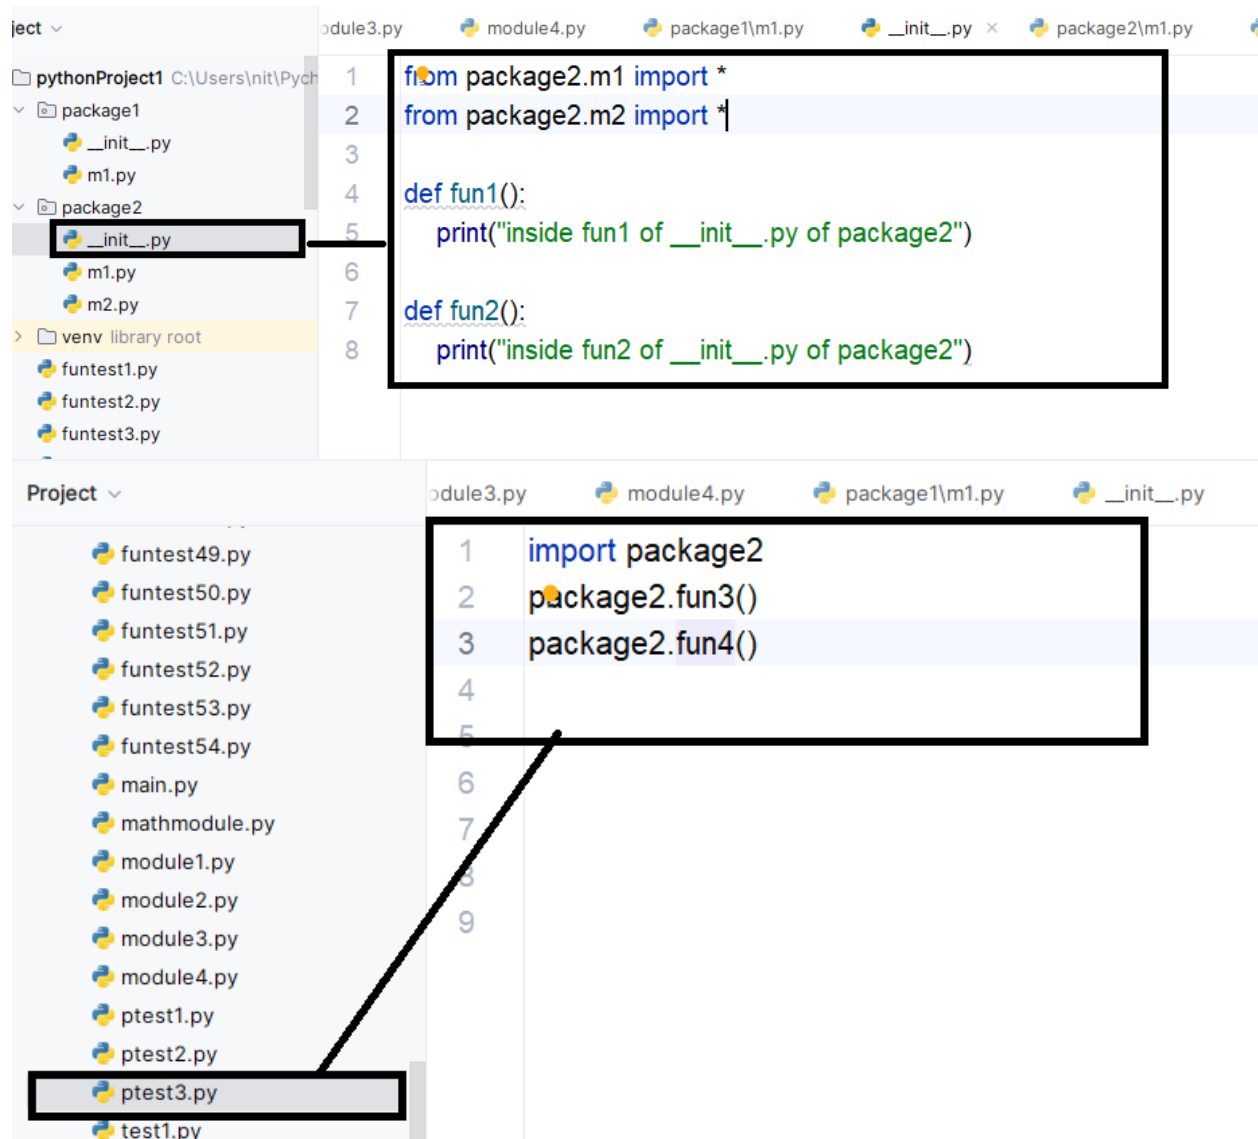 ject
odule3.py module4.py package1\m1.py __init__.py × package2\m1.py
pythonProject1 C:\Users\nit\Pych
package1
__init__.py
m1.py
package2
__init__.py
m1.py
m2.py
venv library root
funtest1.py
funtest2.py
funtest3.py
1 from package2.m1 import *
2 from package2.m2 import *
3
4 def fun1():
5 print("inside fun1 of __init__.py of package2")
6
7 def fun2():
8 print("inside fun2 of __init__.py of package2")
Project
odule3.py module4.py package1\m1.py __init__.py
funtest49.py
funtest50.py
funtest51.py
funtest52.py
funtest53.py
funtest54.py
main.py
mathmodule.py
module1.py
module2.py
module3.py
module4.py
ptest1.py
ptest2.py
ptest3.py
test1.py
1 import package2
2 package2.fun3()
3 package2.fun4()
4
5
6
7
8
9